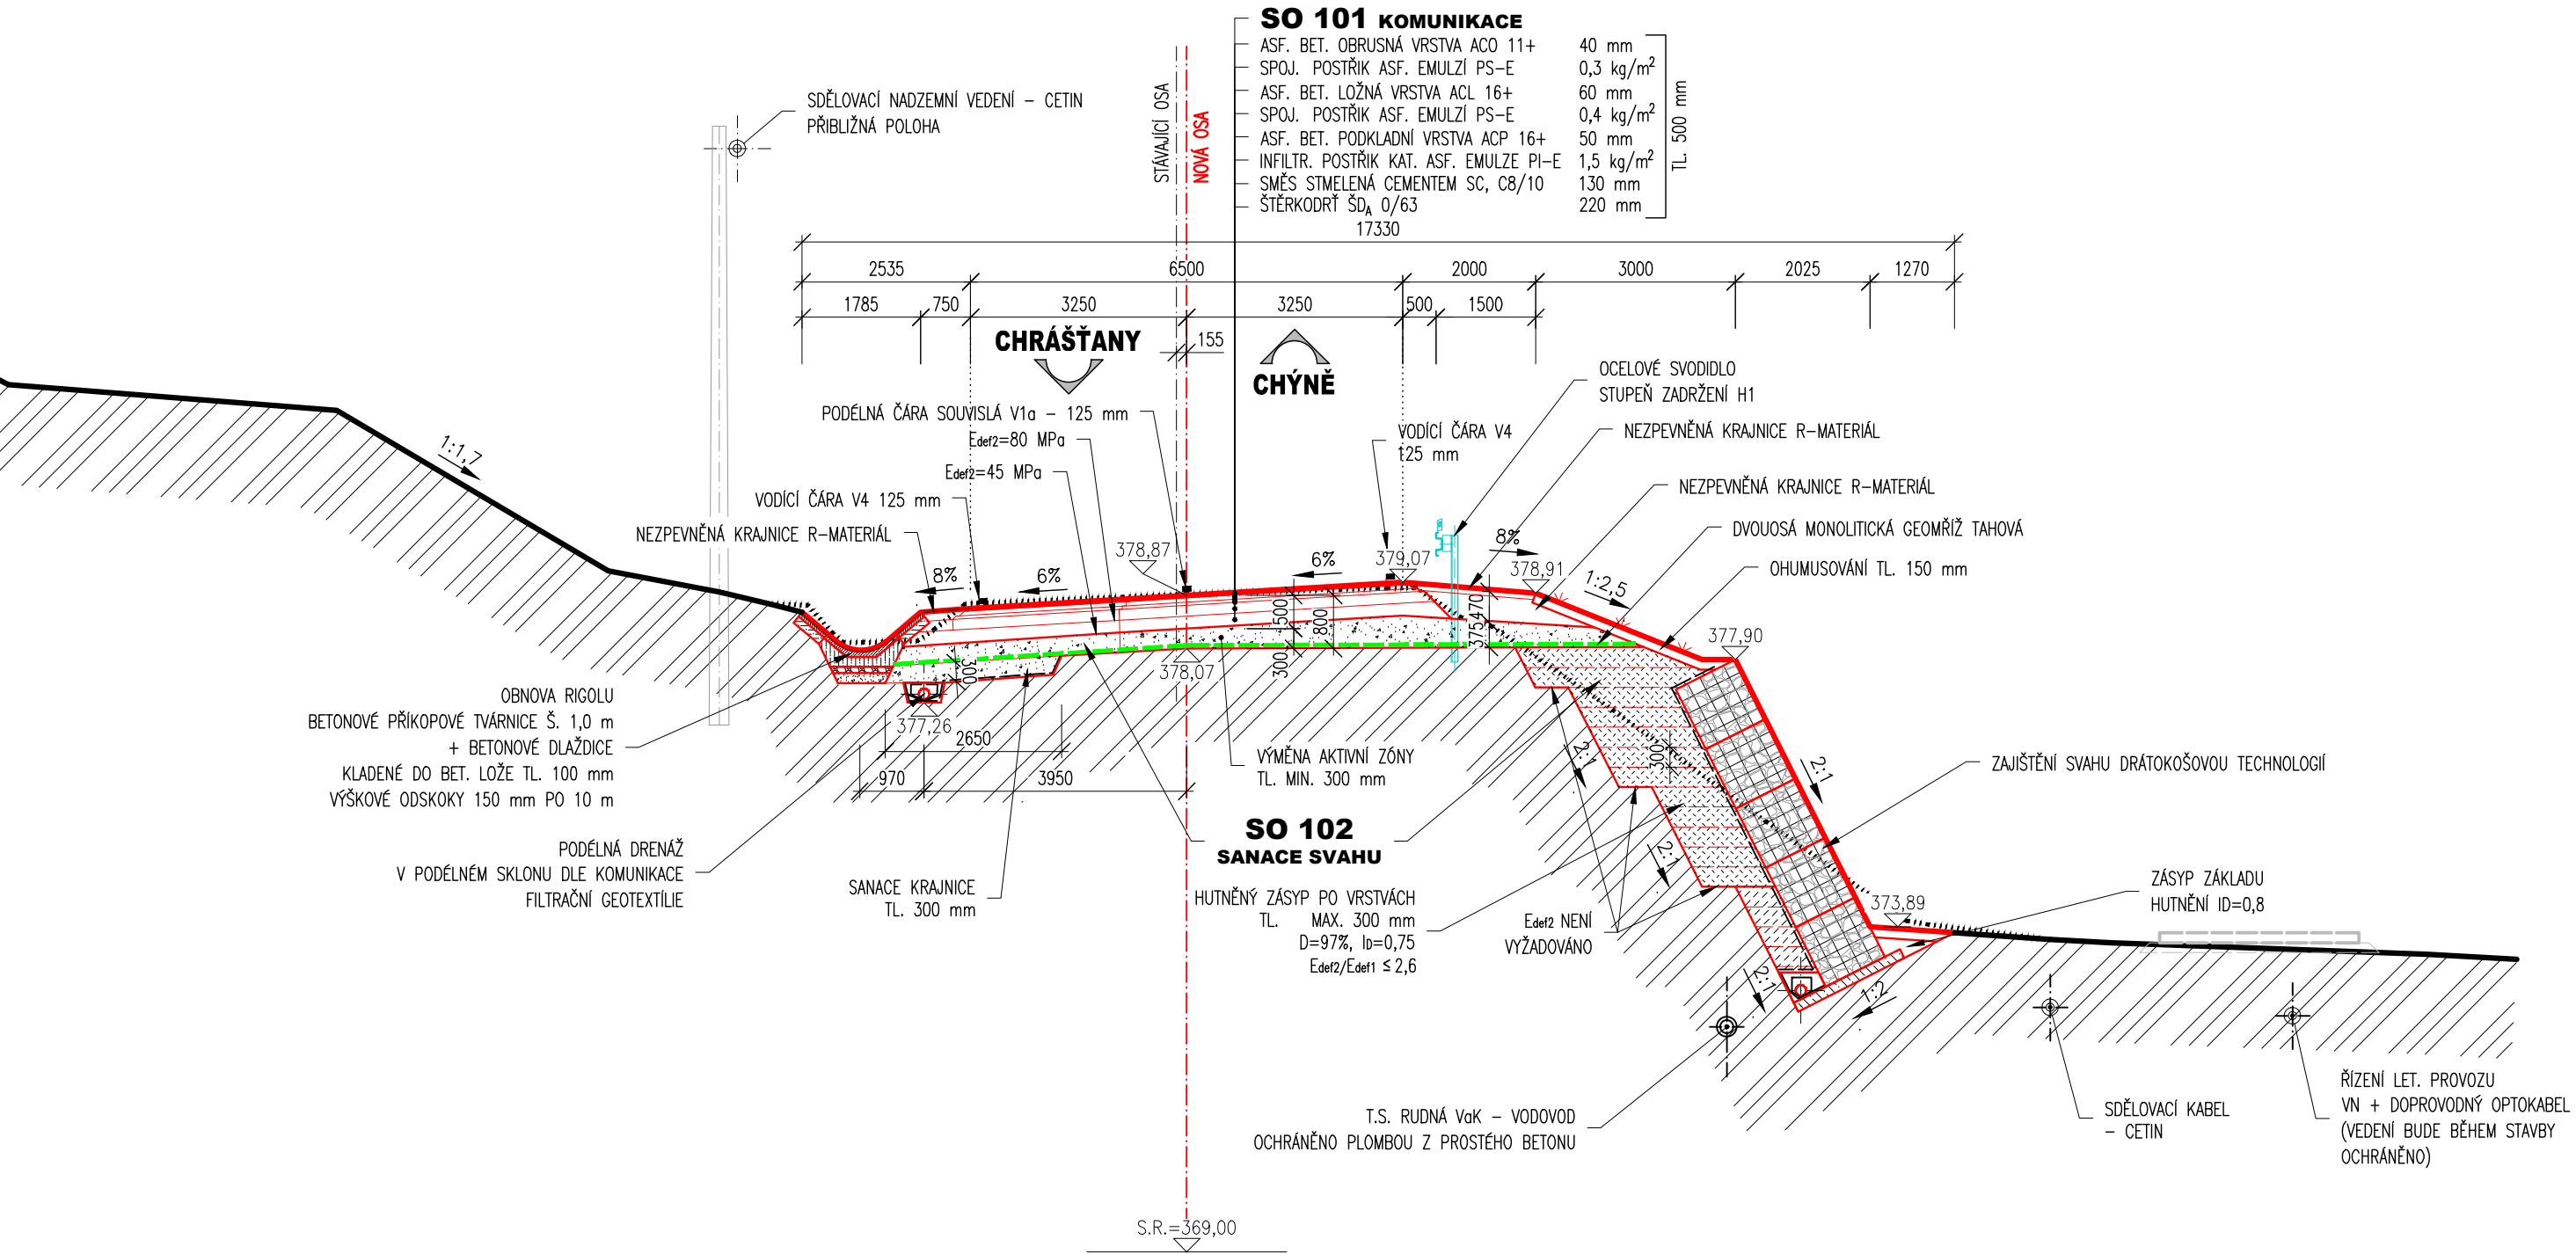 SO 101 KOMUNIKACE
ASF. BET. OBRUSNÁ VRSTVA ACO 11+ 40 mm
SPOJ. POSTŘIK ASF. EMULZÍ PS-E 0,3 kg/m²
ASF. BET. LOŽNÁ VRSTVA ACL 16+ 60 mm
SPOJ. POSTŘIK ASF. EMULZÍ PS-E 0,4 kg/m²
ASF. BET. PODKLADNÍ VRSTVA ACP 16+ 50 mm
INFILTR. POSTŘIK KAT. ASF. EMULZE PI-E 1,5 kg/m²
SMĚS STMELENÁ CEMENTEM SC, C8/10 130 mm
ŠTĚRKODRŤ ŠDA 0/63 220 mm
TL. 500 mm
SDĚLOVACÍ NADZEMNÍ VEDENÍ - CETIN
PŘIBLIŽNÁ POLOHA
STÁVAJÍCÍ OSA
NOVÁ OSA
17330
2535 6500 2000 3000 2025 1270
1785 750 3250 3250 500 1500
155
CHRÁŠŤANY
CHÝNĚ
OCELOVÉ SVODIDLO
STUPEŇ ZADRŽENÍ H1
PODÉLNÁ ČÁRA SOUVISLÁ V1a - 125 mm
Edef2=80 MPa
Edef2=45 MPa
VODÍCÍ ČÁRA V4 125 mm
NEZPEVNĚNÁ KRAJNICE R-MATERIÁL
VODÍCÍ ČÁRA V4
125 mm
NEZPEVNĚNÁ KRAJNICE R-MATERIÁL
NEZPEVNĚNÁ KRAJNICE R-MATERIÁL
DVOUOSÁ MONOLITICKÁ GEOMŘÍŽ TAHOVÁ
OHUMUSOVÁNÍ TL. 150 mm
1:1,7
8%
6%
378,87
6%
379,07
8%
378,91
1:2,5
377,90
500
800
300
470
375
300
378,07
377,26
2650
970
3950
OBNOVA RIGOLU
BETONOVÉ PŘÍKOPOVÉ TVÁRNICE Š. 1,0 m
+ BETONOVÉ DLAŽDICE
KLADENÉ DO BET. LOŽE TL. 100 mm
VÝŠKOVÉ ODSKOKY 150 mm PO 10 m
VÝMĚNA AKTIVNÍ ZÓNY
TL. MIN. 300 mm
2:1
300
2:1
ZAJIŠTĚNÍ SVAHU DRÁTOKOŠOVOU TECHNOLOGIÍ
SO 102
SANACE SVAHU
PODÉLNÁ DRENÁŽ
V PODÉLNÉM SKLONU DLE KOMUNIKACE
FILTRAČNÍ GEOTEXTÍLIE
SANACE KRAJNICE
TL. 300 mm
2:1
HUTNĚNÝ ZÁSYP PO VRSTVÁCH
TL. MAX. 300 mm
D=97%, ID=0,75
Edef2/Edef1 ≤ 2,6
Edef2 NENÍ
VYŽADOVÁNO
373,89
ZÁSYP ZÁKLADU
HUTNĚNÍ ID=0,8
2:1
1:2
T.S. RUDNÁ VaK - VODOVOD
OCHRÁNĚNO PLOMBOU Z PROSTÉHO BETONU
SDĚLOVACÍ KABEL
- CETIN
ŘÍZENÍ LET. PROVOZU
VN + DOPROVODNÝ OPTOKABEL
(VEDENÍ BUDE BĚHEM STAVBY
OCHRÁNĚNO)
S.R.=369,00